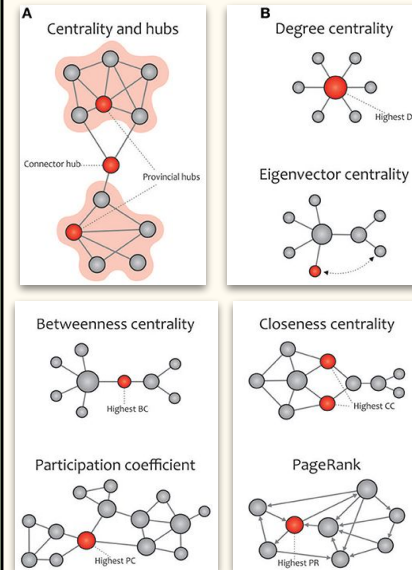 A
Centrality and hubs
Connector hub
Provincial hubs
B
Degree centrality
Highest D
Eigenvector centrality
Betweenness centrality
Highest BC
Closeness centrality
Highest CC
Participation coefficient
Highest PC
PageRank
Highest PR